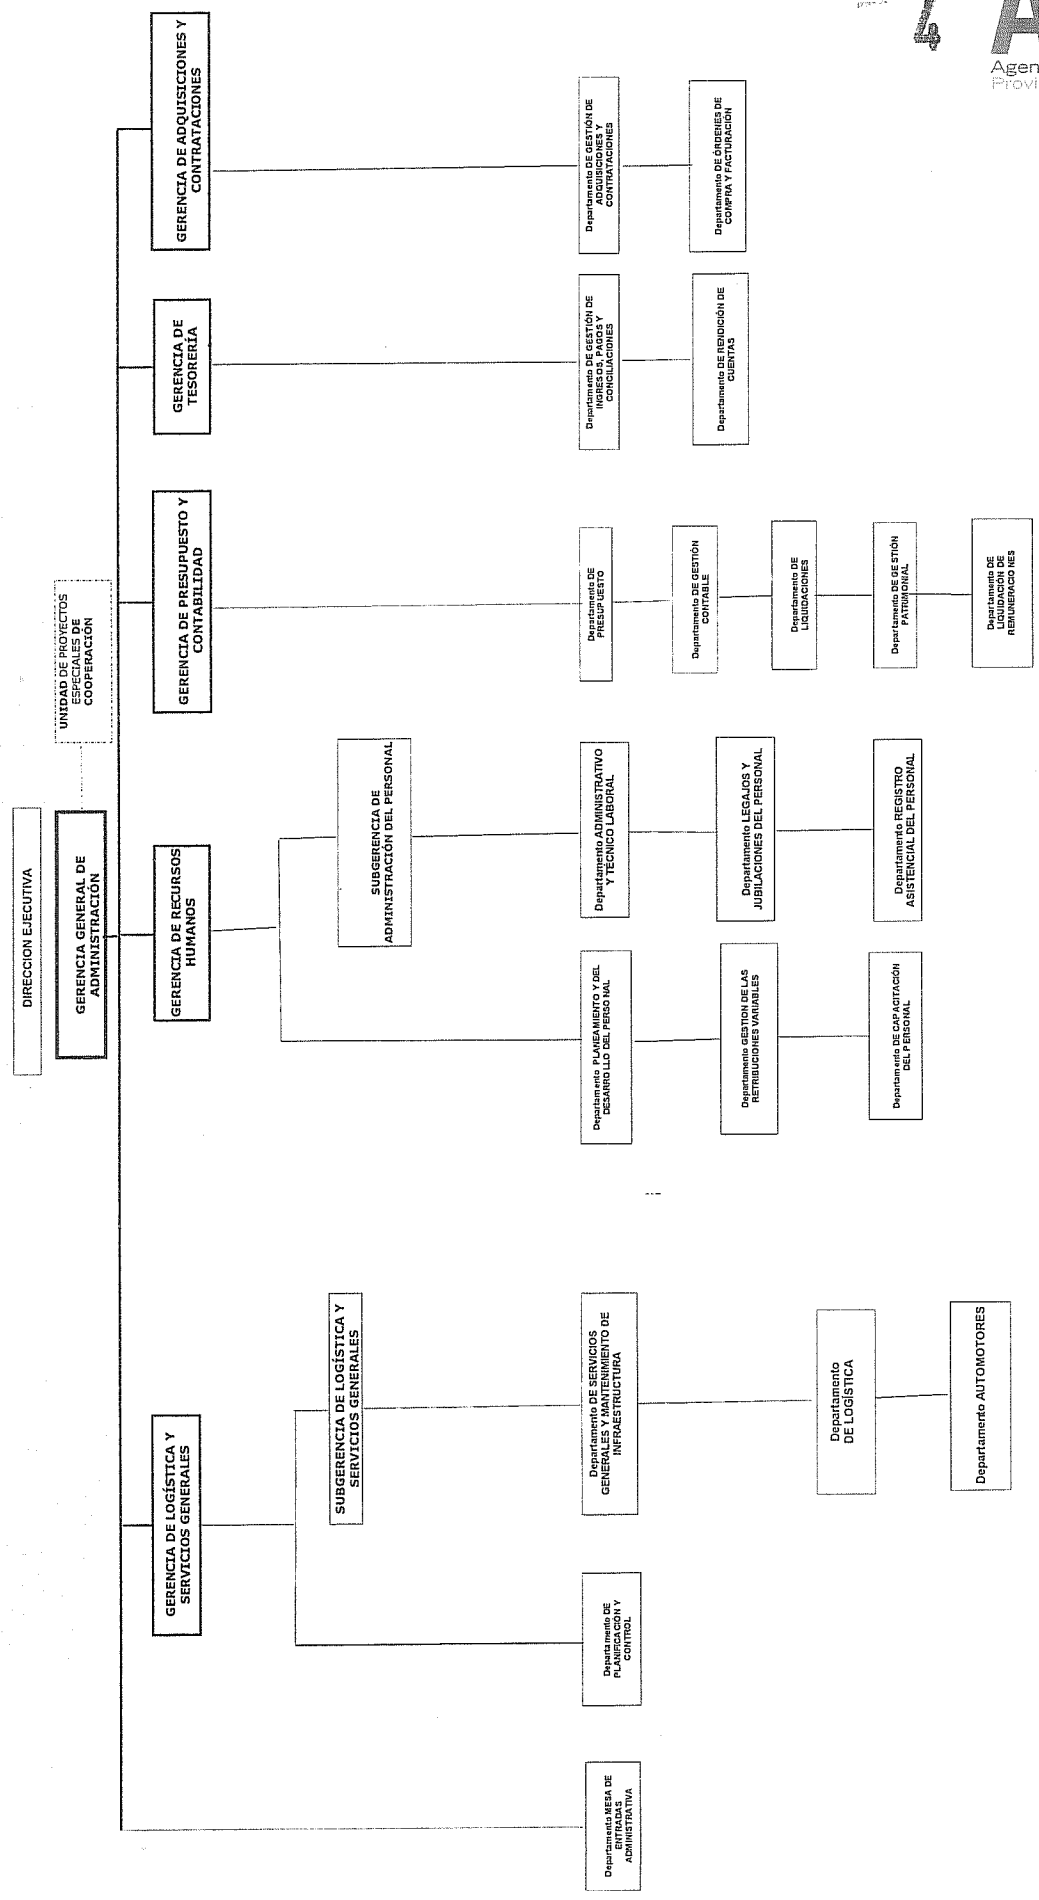 4
A
Agen
Provi
DIRECCION EJECUTIVA
GERENCIA GENERAL DE
ADMINISTRACIÓN
UNIDAD DE PROYECTOS
ESPECIALES DE
COOPERACIÓN
GERENCIA DE LOGÍSTICA Y
SERVICIOS GENERALES
GERENCIA DE RECURSOS
HUMANOS
GERENCIA DE PRESUPUESTO Y
CONTABILIDAD
GERENCIA DE
TESORERÍA
GERENCIA DE ADQUISICIONES Y
CONTRATACIONES
SUBGERENCIA DE LOGÍSTICA Y
SERVICIOS GENERALES
SUBGERENCIA DE
ADMINISTRACIÓN DEL PERSONAL
Departamento MESA DE
ENTRADAS
ADMINISTRATIVA
Departamento DE
PLANIFICACIÓN Y
CONTROL
Departamento DE SERVICIOS
GENERALES Y MANTENIMIENTO DE
INFRAESTRUCTURA
Departamento
DE LOGÍSTICA
Departamento AUTOMOTORES
Departamento PLANEAMIENTO Y DEL
DESARROLLO DEL PERSONAL
Departamento GESTION DE LAS
RETRIBUCIONES VARIABLES
Departamento DE CAPACITACIÓN
DEL PERSONAL
Departamento ADMINISTRATIVO
Y TÉCNICO LABORAL
Departamento LEGAJOS Y
JUBILACIONES DEL PERSONAL
Departamento REGISTRO
ASISTENCIAL DEL PERSONAL
Departamento DE
PRESUPUESTO
Departamento DE GESTIÓN
CONTABLE
Departamento DE
LIQUIDACIONES
Departamento DE GESTIÓN
PATRIMONIAL
Departamento DE
LIQUIDACIÓN DE
REMUNERACIONES
Departamento DE GESTIÓN DE
INGRESOS, PAGOS Y
CONCILIACIONES
Departamento DE RENDICIÓN DE
CUENTAS
Departamento DE GESTIÓN DE
ADQUISICIONES Y
CONTRATACIONES
Departamento DE ÓRDENES DE
COMPRA Y FACTURACIÓN